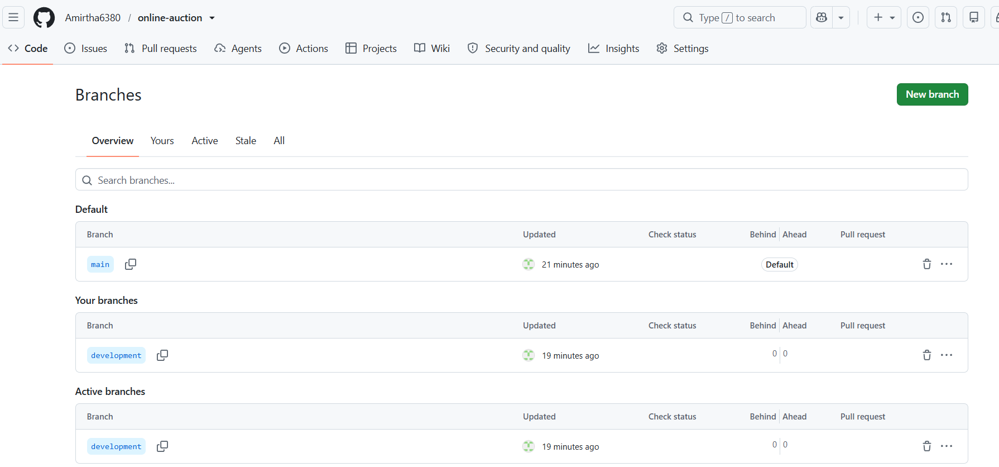 Amirtha6380 / online-auction
Type / to search
Code Issues Pull requests Agents Actions Projects Wiki Security and quality Insights Settings
Branches
New branch
Overview Yours Active Stale All
Search branches...
Default
Branch Updated Check status Behind Ahead Pull request
main 21 minutes ago Default
Your branches
Branch Updated Check status Behind Ahead Pull request
development 19 minutes ago 0 0
Active branches
Branch Updated Check status Behind Ahead Pull request
development 19 minutes ago 0 0